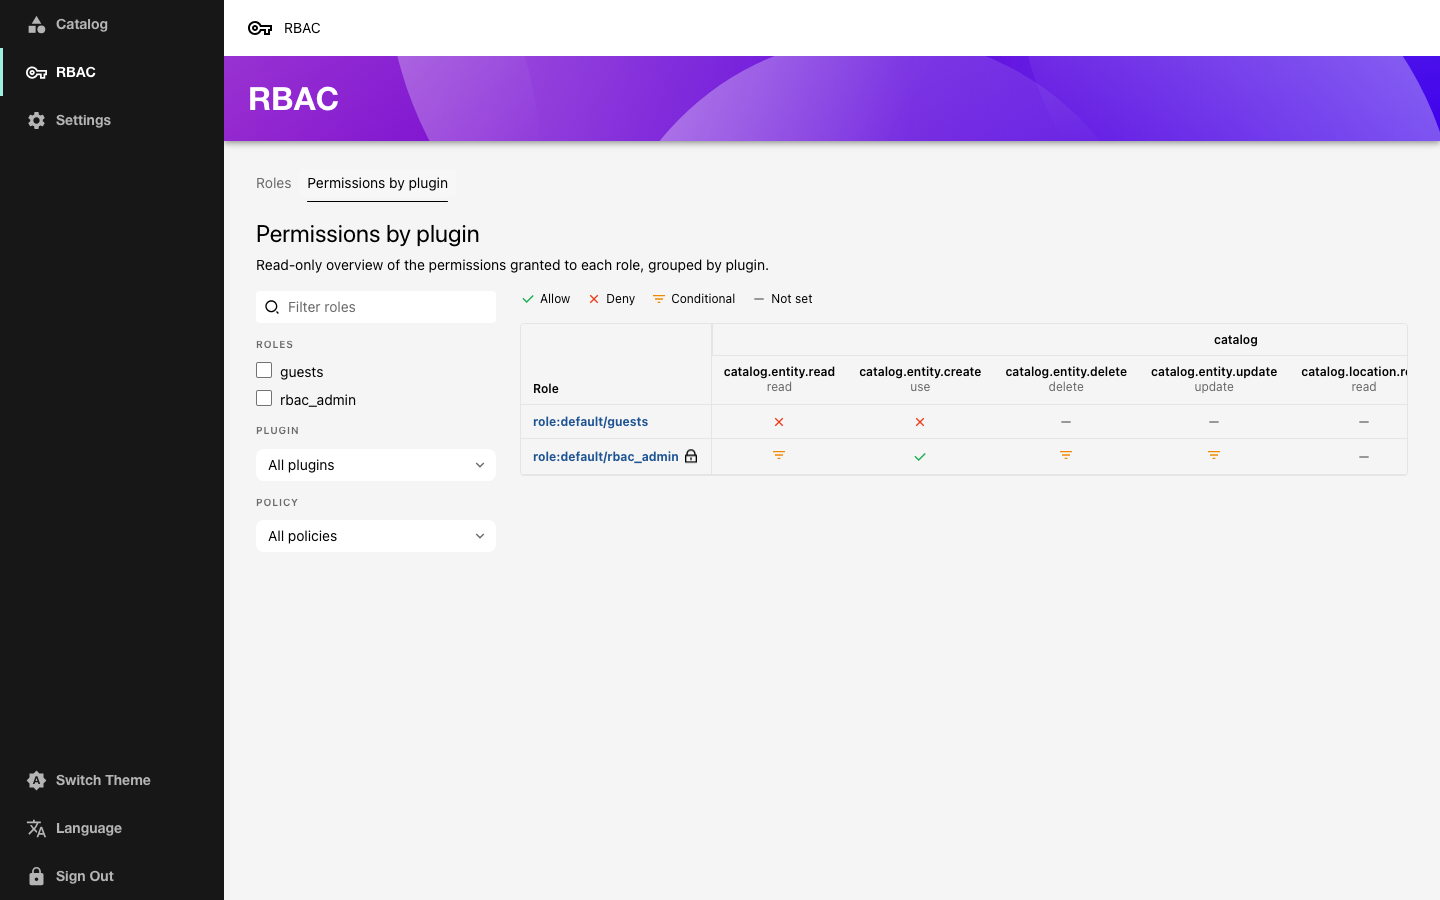 Catalog
RBAC
Settings
Switch Theme
Language
Sign Out
RBAC
RBAC
Roles
Permissions by plugin
Permissions by plugin
Read-only overview of the permissions granted to each role, grouped by plugin.
Filter roles
ROLES
guests
rbac_admin
PLUGIN
All plugins
POLICY
All policies
Allow Deny Conditional Not set
catalog
Role
catalog.entity.read catalog.entity.create catalog.entity.delete catalog.entity.update
read use delete update read
role:default/guests
role:default/rbac_admin